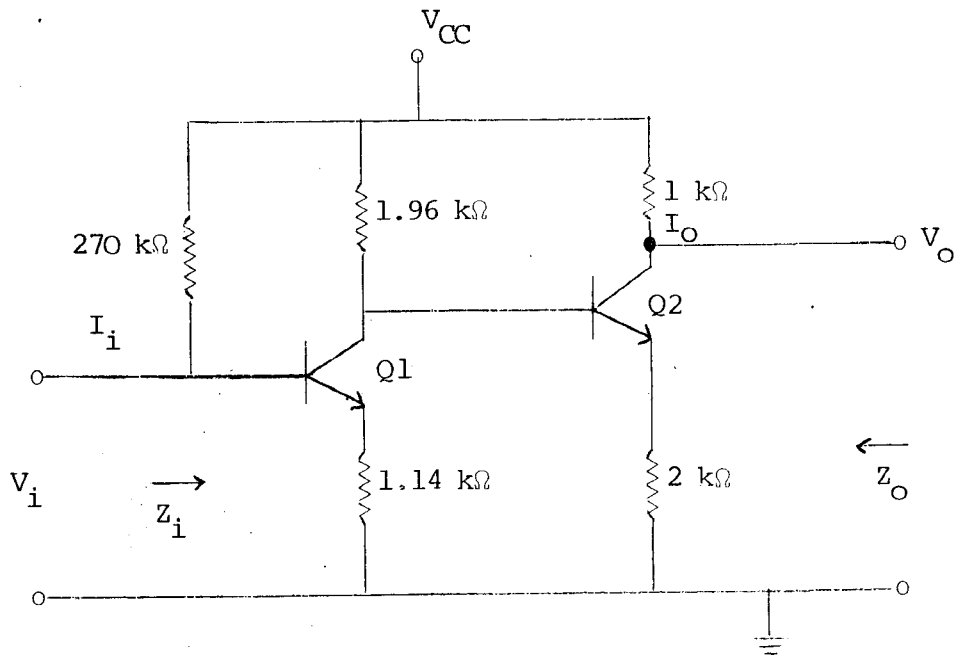 V_CC
1 kΩ
1.96 kΩ
I_o
270 kΩ
V_o
Q2
I_i
Q1
V_i
Z_i
1.14 kΩ
2 kΩ
Z_o